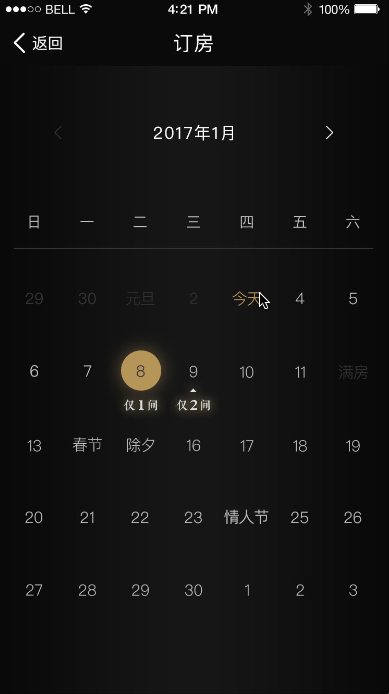 BELL 4:21 PM 100%
返回 订房
2017年1月
日 一 二 三 四 五 六
29 30 元旦 2 今天 4 5
6 7 8 9 10 11 满房
仅1间 仅2间
13 春节 除夕 16 17 18 19
20 21 22 23 情人节 25 26
27 28 29 30 1 2 3